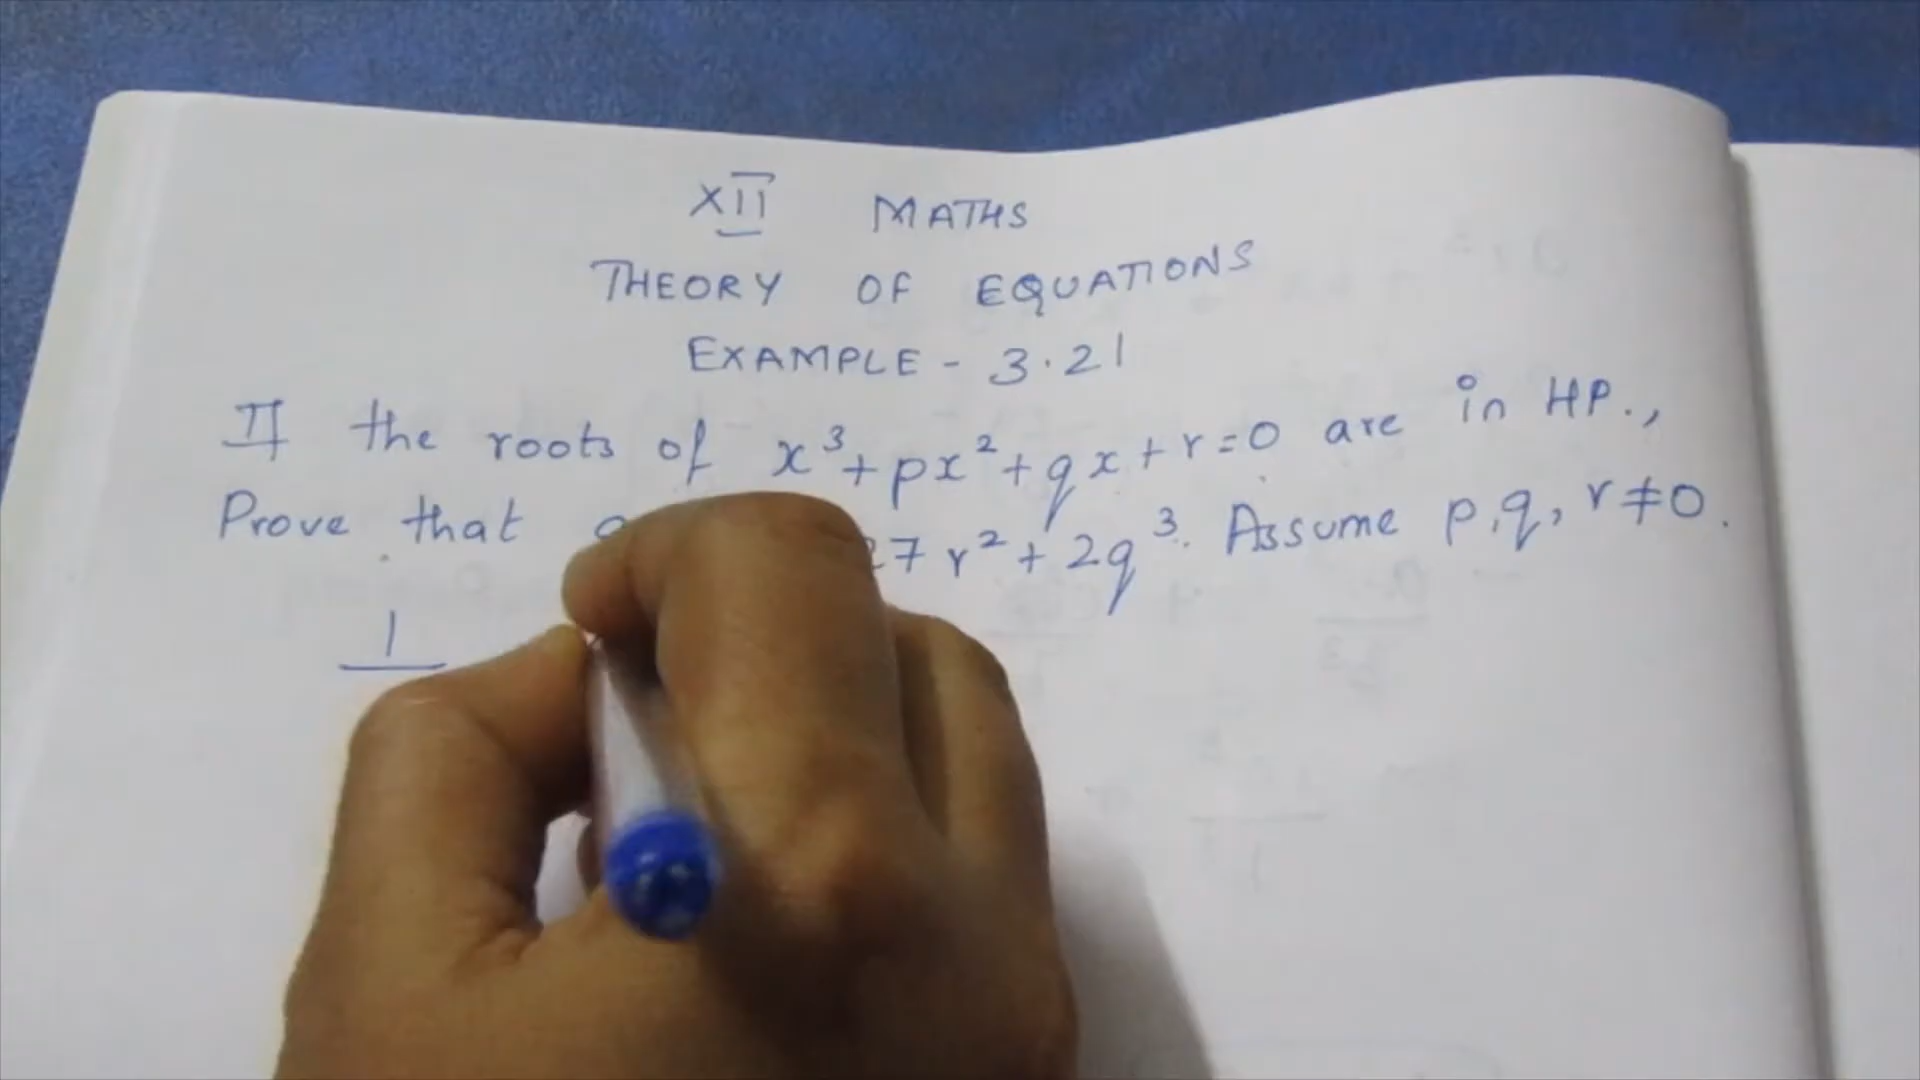 XII MATHS
THEORY OF EQUATIONS
EXAMPLE - 3.21
If the roots of x³+px²+qx+r=0 are in HP.,
Prove that 27r²+2q³. Assume p,q,r≠0.
1